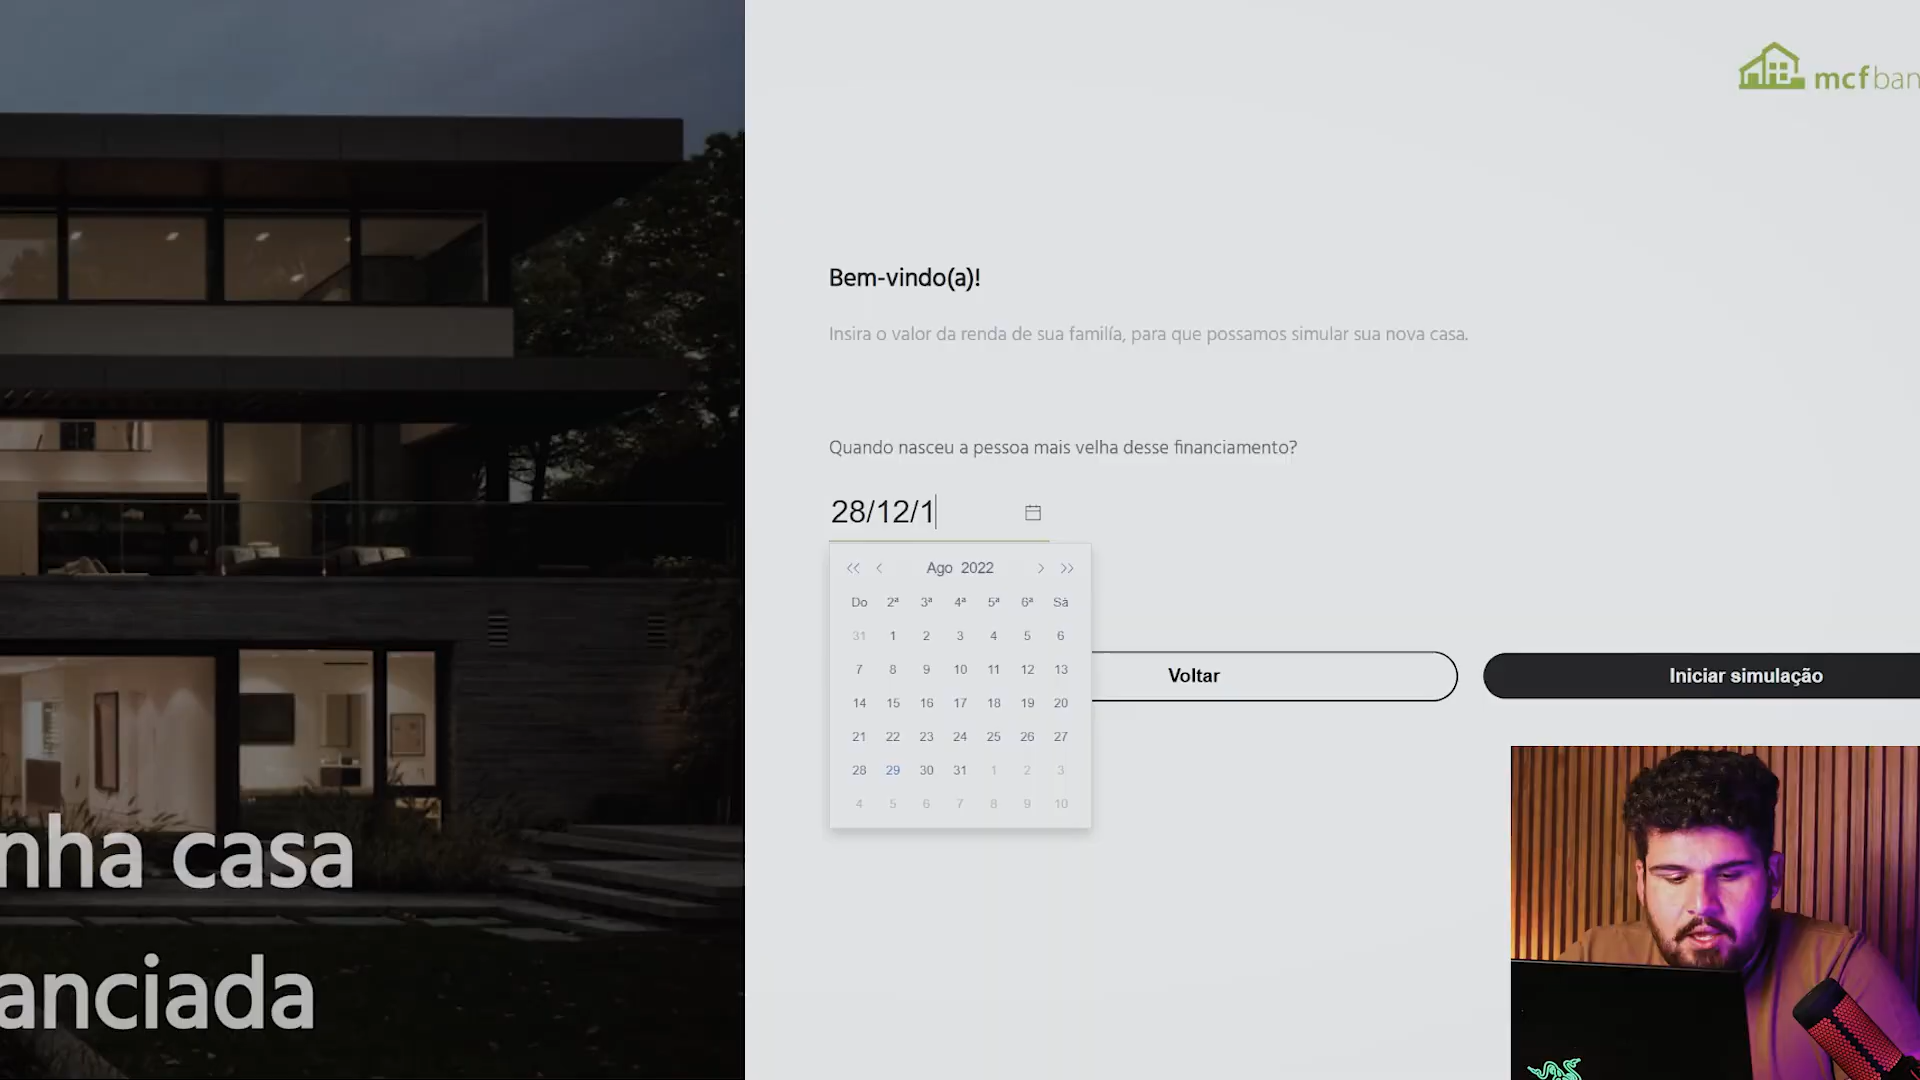 mcfban
Bem-vindo(a)!
Insira o valor da renda de sua familía, para que possamos simular sua nova casa.
Quando nasceu a pessoa mais velha desse financiamento?
28/12/1
Ago 2022
Do 2ª 3ª 4ª 5ª 6ª Sá
31 1 2 3 4 5 6
7 8 9 10 11 12 13
14 15 16 17 18 19 20
21 22 23 24 25 26 27
28 29 30 31 1 2 3
4 5 6 7 8 9 10
Voltar
Iniciar simulação
nha casa
anciada